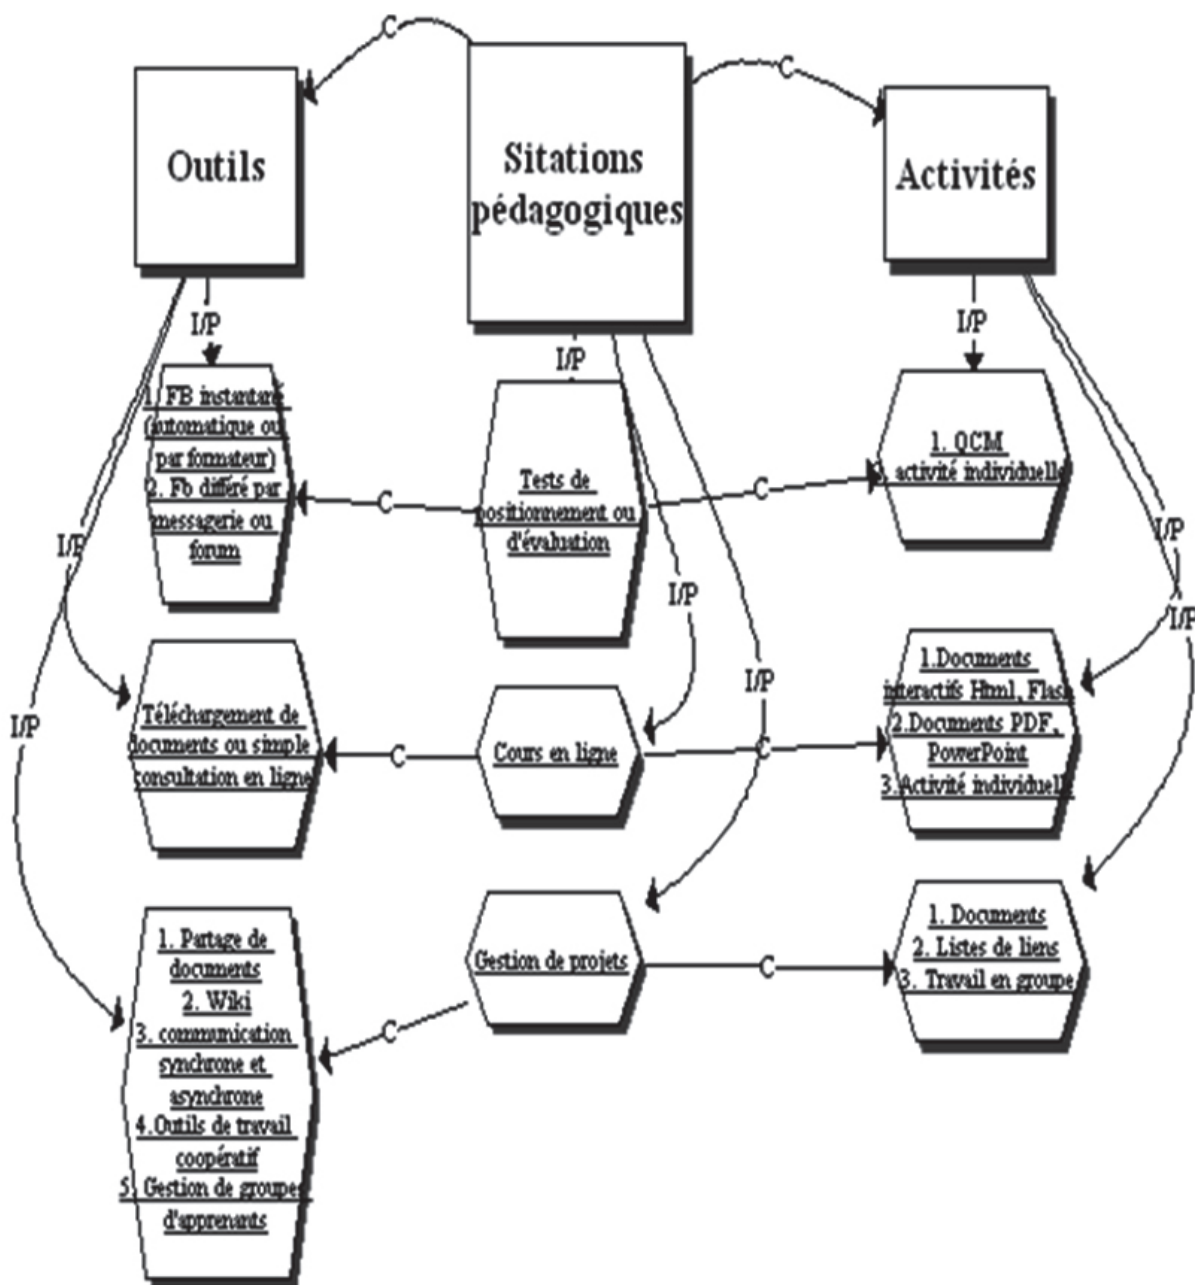 C
C
Outils
Sitations
pédagogiques
Activités
I/P
I/P
I/P
1. FB instantané
(automatique ou
par formateur)
2. Fb différé par
messagerie ou
forum
C
Tests de
positionnement ou
d'évaluation
C
1. QCM
activité individuelle
I/P
I/P
I/P
I/P
I/P
I/P
Téléchargement de
documents ou simple
consultation en ligne
C
Cours en ligne
C
1.Documents
interactifs Html, Flash
2.Documents PDF,
PowerPoint
3.Activité individuelle
1. Partage de
documents
2. Wiki
3. communication
synchrone et
asynchrone
4.Outils de travail
coopératif
5. Gestion de groupes
d'apprenants
C
Gestion de projets
C
1. Documents
2. Listes de liens
3. Travail en groupe